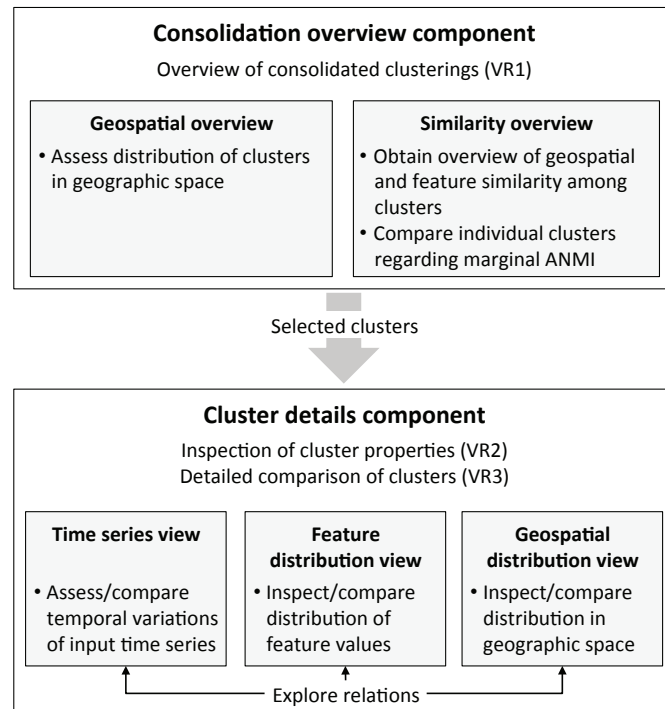 Consolidation overview component
Overview of consolidated clusterings (VR1)
Geospatial overview
• Assess distribution of clusters
in geographic space
Similarity overview
• Obtain overview of geospatial
and feature similarity among
clusters
• Compare individual clusters
regarding marginal ANMI
Selected clusters
Cluster details component
Inspection of cluster properties (VR2)
Detailed comparison of clusters (VR3)
Time series view
• Assess/compare
temporal variations
of input time series
Feature
distribution view
• Inspect/compare
distribution of
feature values
Geospatial
distribution view
• Inspect/compare
distribution in
geographic space
Explore relations